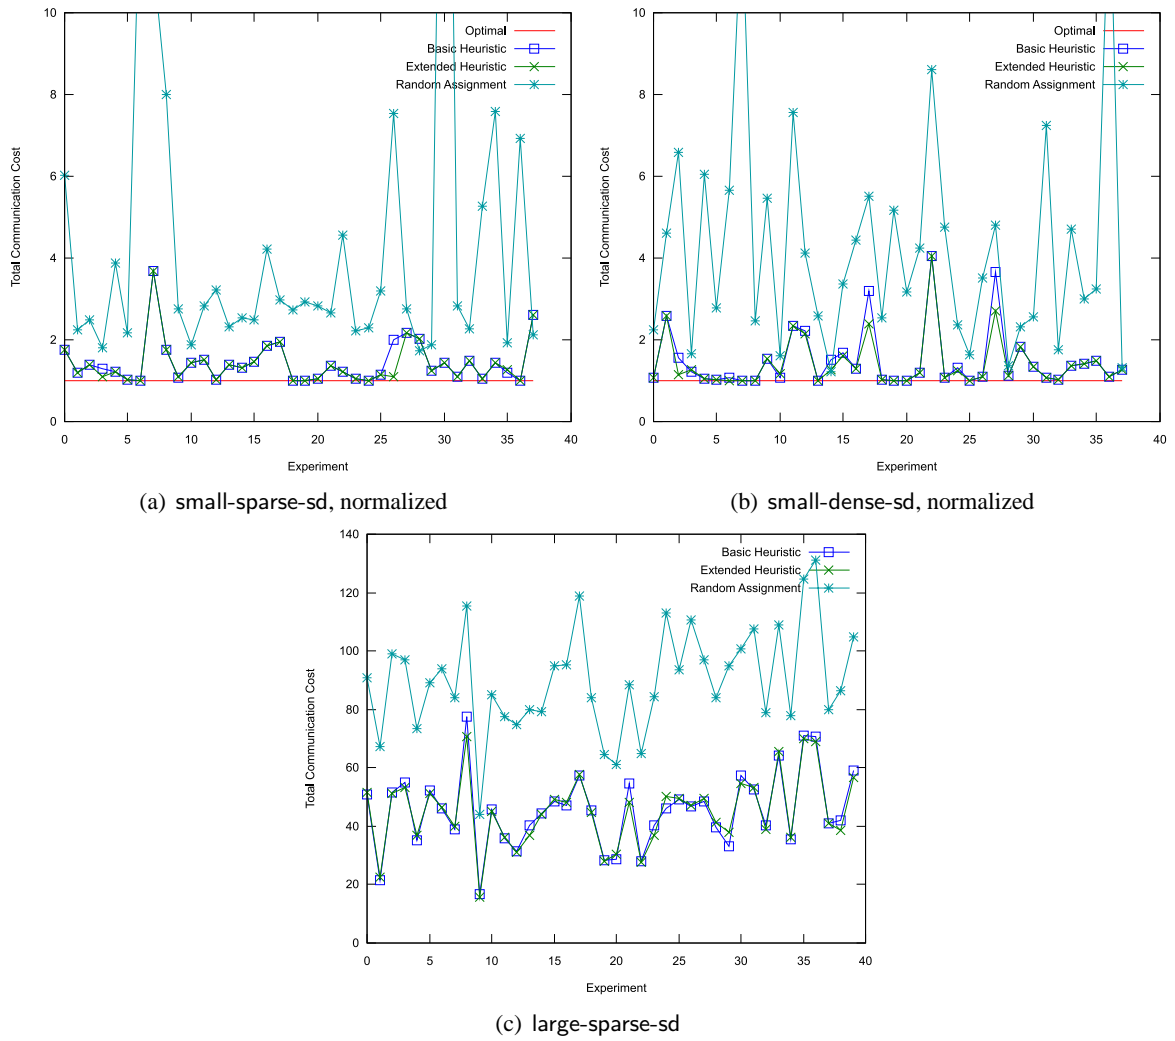 10
8
6
4
2
0
Total Communication Cost
Optimal
Basic Heuristic
Extended Heuristic
Random Assignment
0 5 10 15 20 25 30 35 40
Experiment
(a) small-sparse-sd, normalized
10
8
6
4
2
0
Total Communication Cost
Optimal
Basic Heuristic
Extended Heuristic
Random Assignment
0 5 10 15 20 25 30 35 40
Experiment
(b) small-dense-sd, normalized
140
120
100
80
60
40
20
0
Total Communication Cost
Basic Heuristic
Extended Heuristic
Random Assignment
0 5 10 15 20 25 30 35 40
Experiment
(c) large-sparse-sd